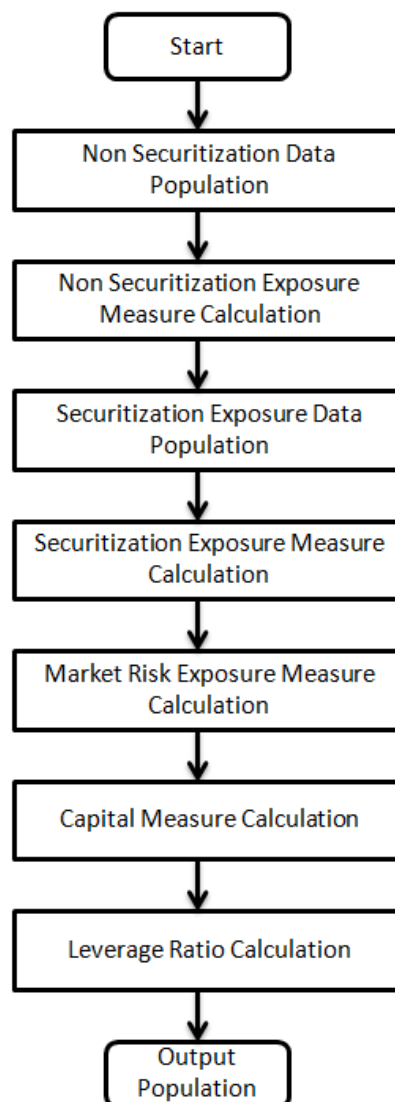 Start
Non Securitization Data
Population
Non Securitization Exposure
Measure Calculation
Securitization Exposure Data
Population
Securitization Exposure Measure
Calculation
Market Risk Exposure Measure
Calculation
Capital Measure Calculation
Leverage Ratio Calculation
Output
Population